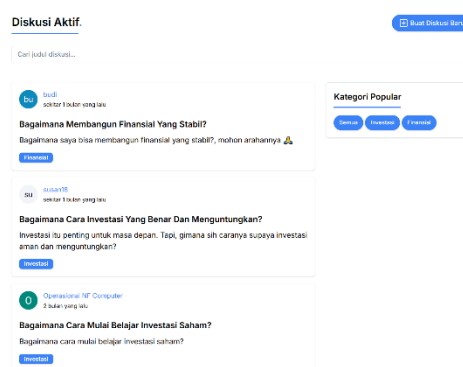 Diskusi Aktif.
Buat Diskusi Baru
Cari judul diskusi...
bu
budi
sekitar 1 bulan yang lalu
Bagaimana Membangun Finansial Yang Stabil?
Bagaimana saya bisa membangun finansial yang stabil?, mohon arahannya 🙏
Finansial
su
susan18
sekitar 1 bulan yang lalu
Bagaimana Cara Investasi Yang Benar Dan Menguntungkan?
Investasi itu penting untuk masa depan. Tapi, gimana sih caranya supaya investasi
aman dan menguntungkan?
Investasi
O
Operasional NF Computer
2 bulan yang lalu
Bagaimana Cara Mulai Belajar Investasi Saham?
Bagaimana cara mulai belajar investasi saham?
Investasi
Kategori Popular
Semua
Investasi
Finansial